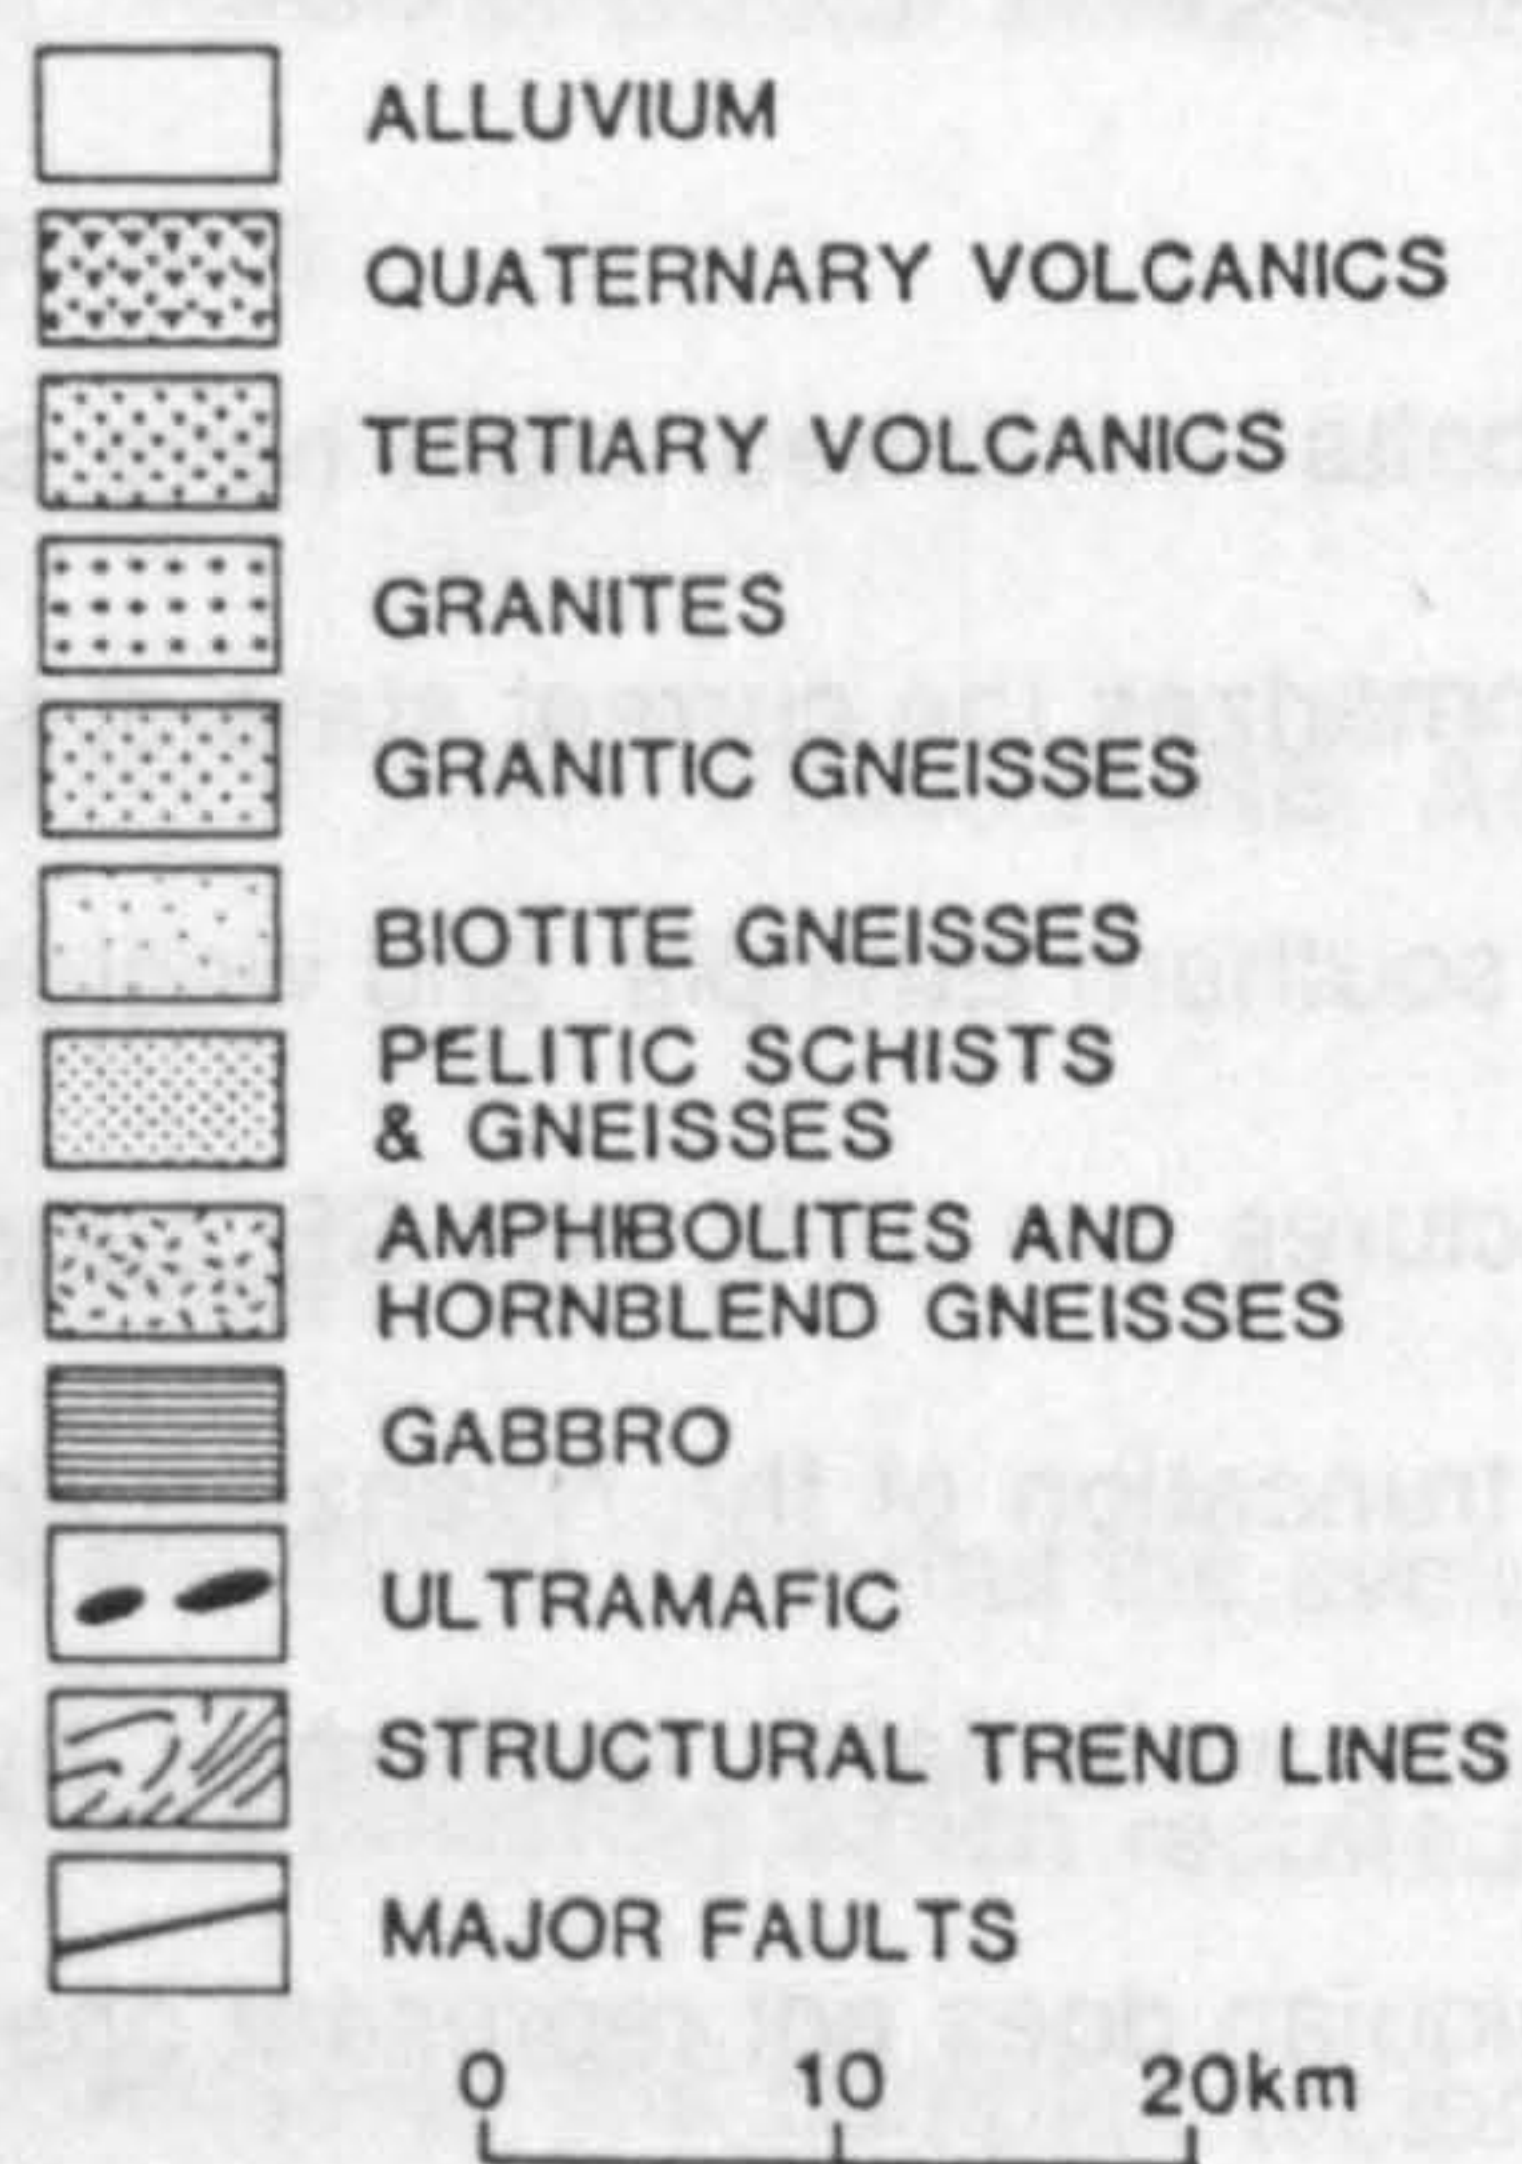 ALLUVIUM
QUATERNARY VOLCANICS
TERTIARY VOLCANICS
GRANITES
GRANITIC GNEISSES
BIOTITE GNEISSES
PELITIC SCHISTS
& GNEISSES
AMPHIBOLITES AND
HORNBLEND GNEISSES
GABBRO
ULTRAMAFIC
STRUCTURAL TREND LINES
MAJOR FAULTS
0 10 20km